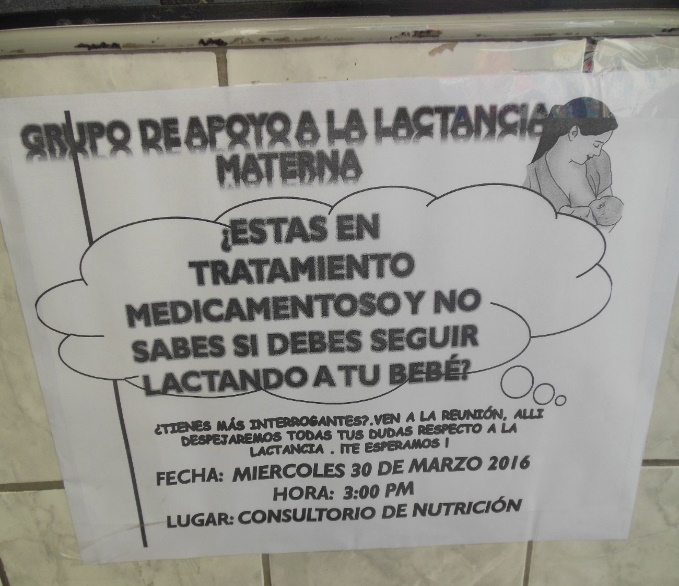 GRUPO DE APOYO A LA LACTANCIA
MATERNA
¿ESTAS EN
TRATAMIENTO
MEDICAMENTOSO Y NO
SABES SI DEBES SEGUIR
LACTANDO A TU BEBÉ?
¿TIENES MÁS INTERROGANTES?.VEN A LA REUNIÓN, ALLI
DESPEJAREMOS TODAS TUS DUDAS RESPECTO A LA
LACTANCIA . !TE ESPERAMOS !
FECHA: MIERCOLES 30 DE MARZO 2016
HORA: 3:00 PM
LUGAR: CONSULTORIO DE NUTRICIÓN